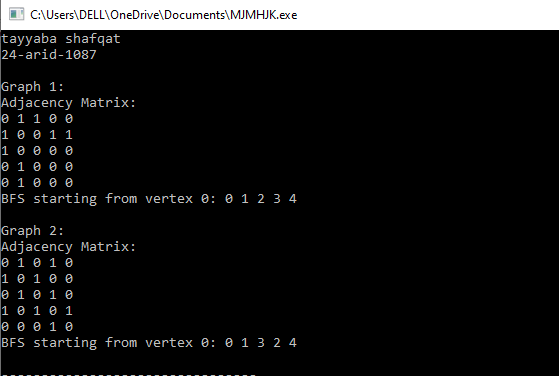 C:\Users\DELL\OneDrive\Documents\MJMHJK.exe
tayyaba shafqat
24-arid-1087
Graph 1:
Adjacency Matrix:
0 1 1 0 0
1 0 0 1 1
1 0 0 0 0
0 1 0 0 0
0 1 0 0 0
BFS starting from vertex 0: 0 1 2 3 4
Graph 2:
Adjacency Matrix:
0 1 0 1 0
1 0 1 0 0
0 1 0 1 0
1 0 1 0 1
0 0 0 1 0
BFS starting from vertex 0: 0 1 3 2 4
--------------------------------